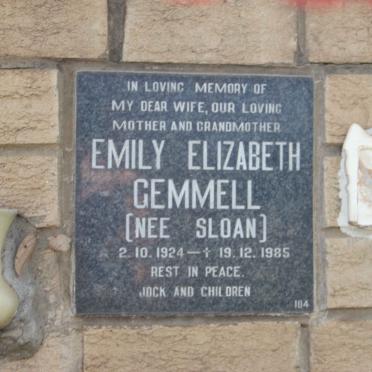 IN LOVING MEMORY OF
MY DEAR WIFE, OUR LOVING
MOTHER AND GRANDMOTHER
EMILY ELIZABETH
GEMMELL
[NEE SLOAN]
☆ 2.10.1924 – † 19.12.1985
REST IN PEACE.
JOCK AND CHILDREN
184